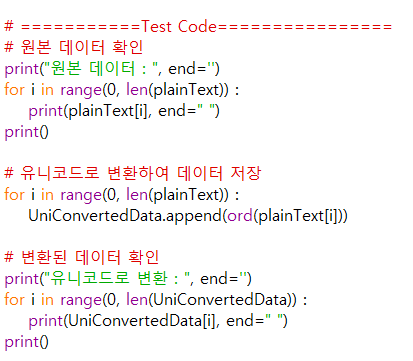 # ===========Test Code================
# 원본 데이터 확인
print("원본 데이터 : ", end='')
for i in range(0, len(plainText)) :
print(plainText[i], end=" ")
print()
# 유니코드로 변환하여 데이터 저장
for i in range(0, len(plainText)) :
UniConvertedData.append(ord(plainText[i]))
# 변환된 데이터 확인
print("유니코드로 변환 : ", end='')
for i in range(0, len(UniConvertedData)) :
print(UniConvertedData[i], end=" ")
print()